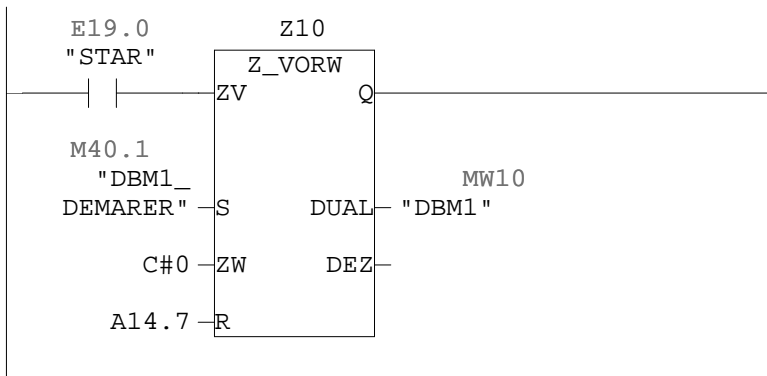 E19.0
Z10
"STAR"
Z_VORW
ZV
Q
M40.1
"DBM1_
MW10
DEMARER"
S
DUAL
"DBM1"
C#0
ZW
DEZ
A14.7
R